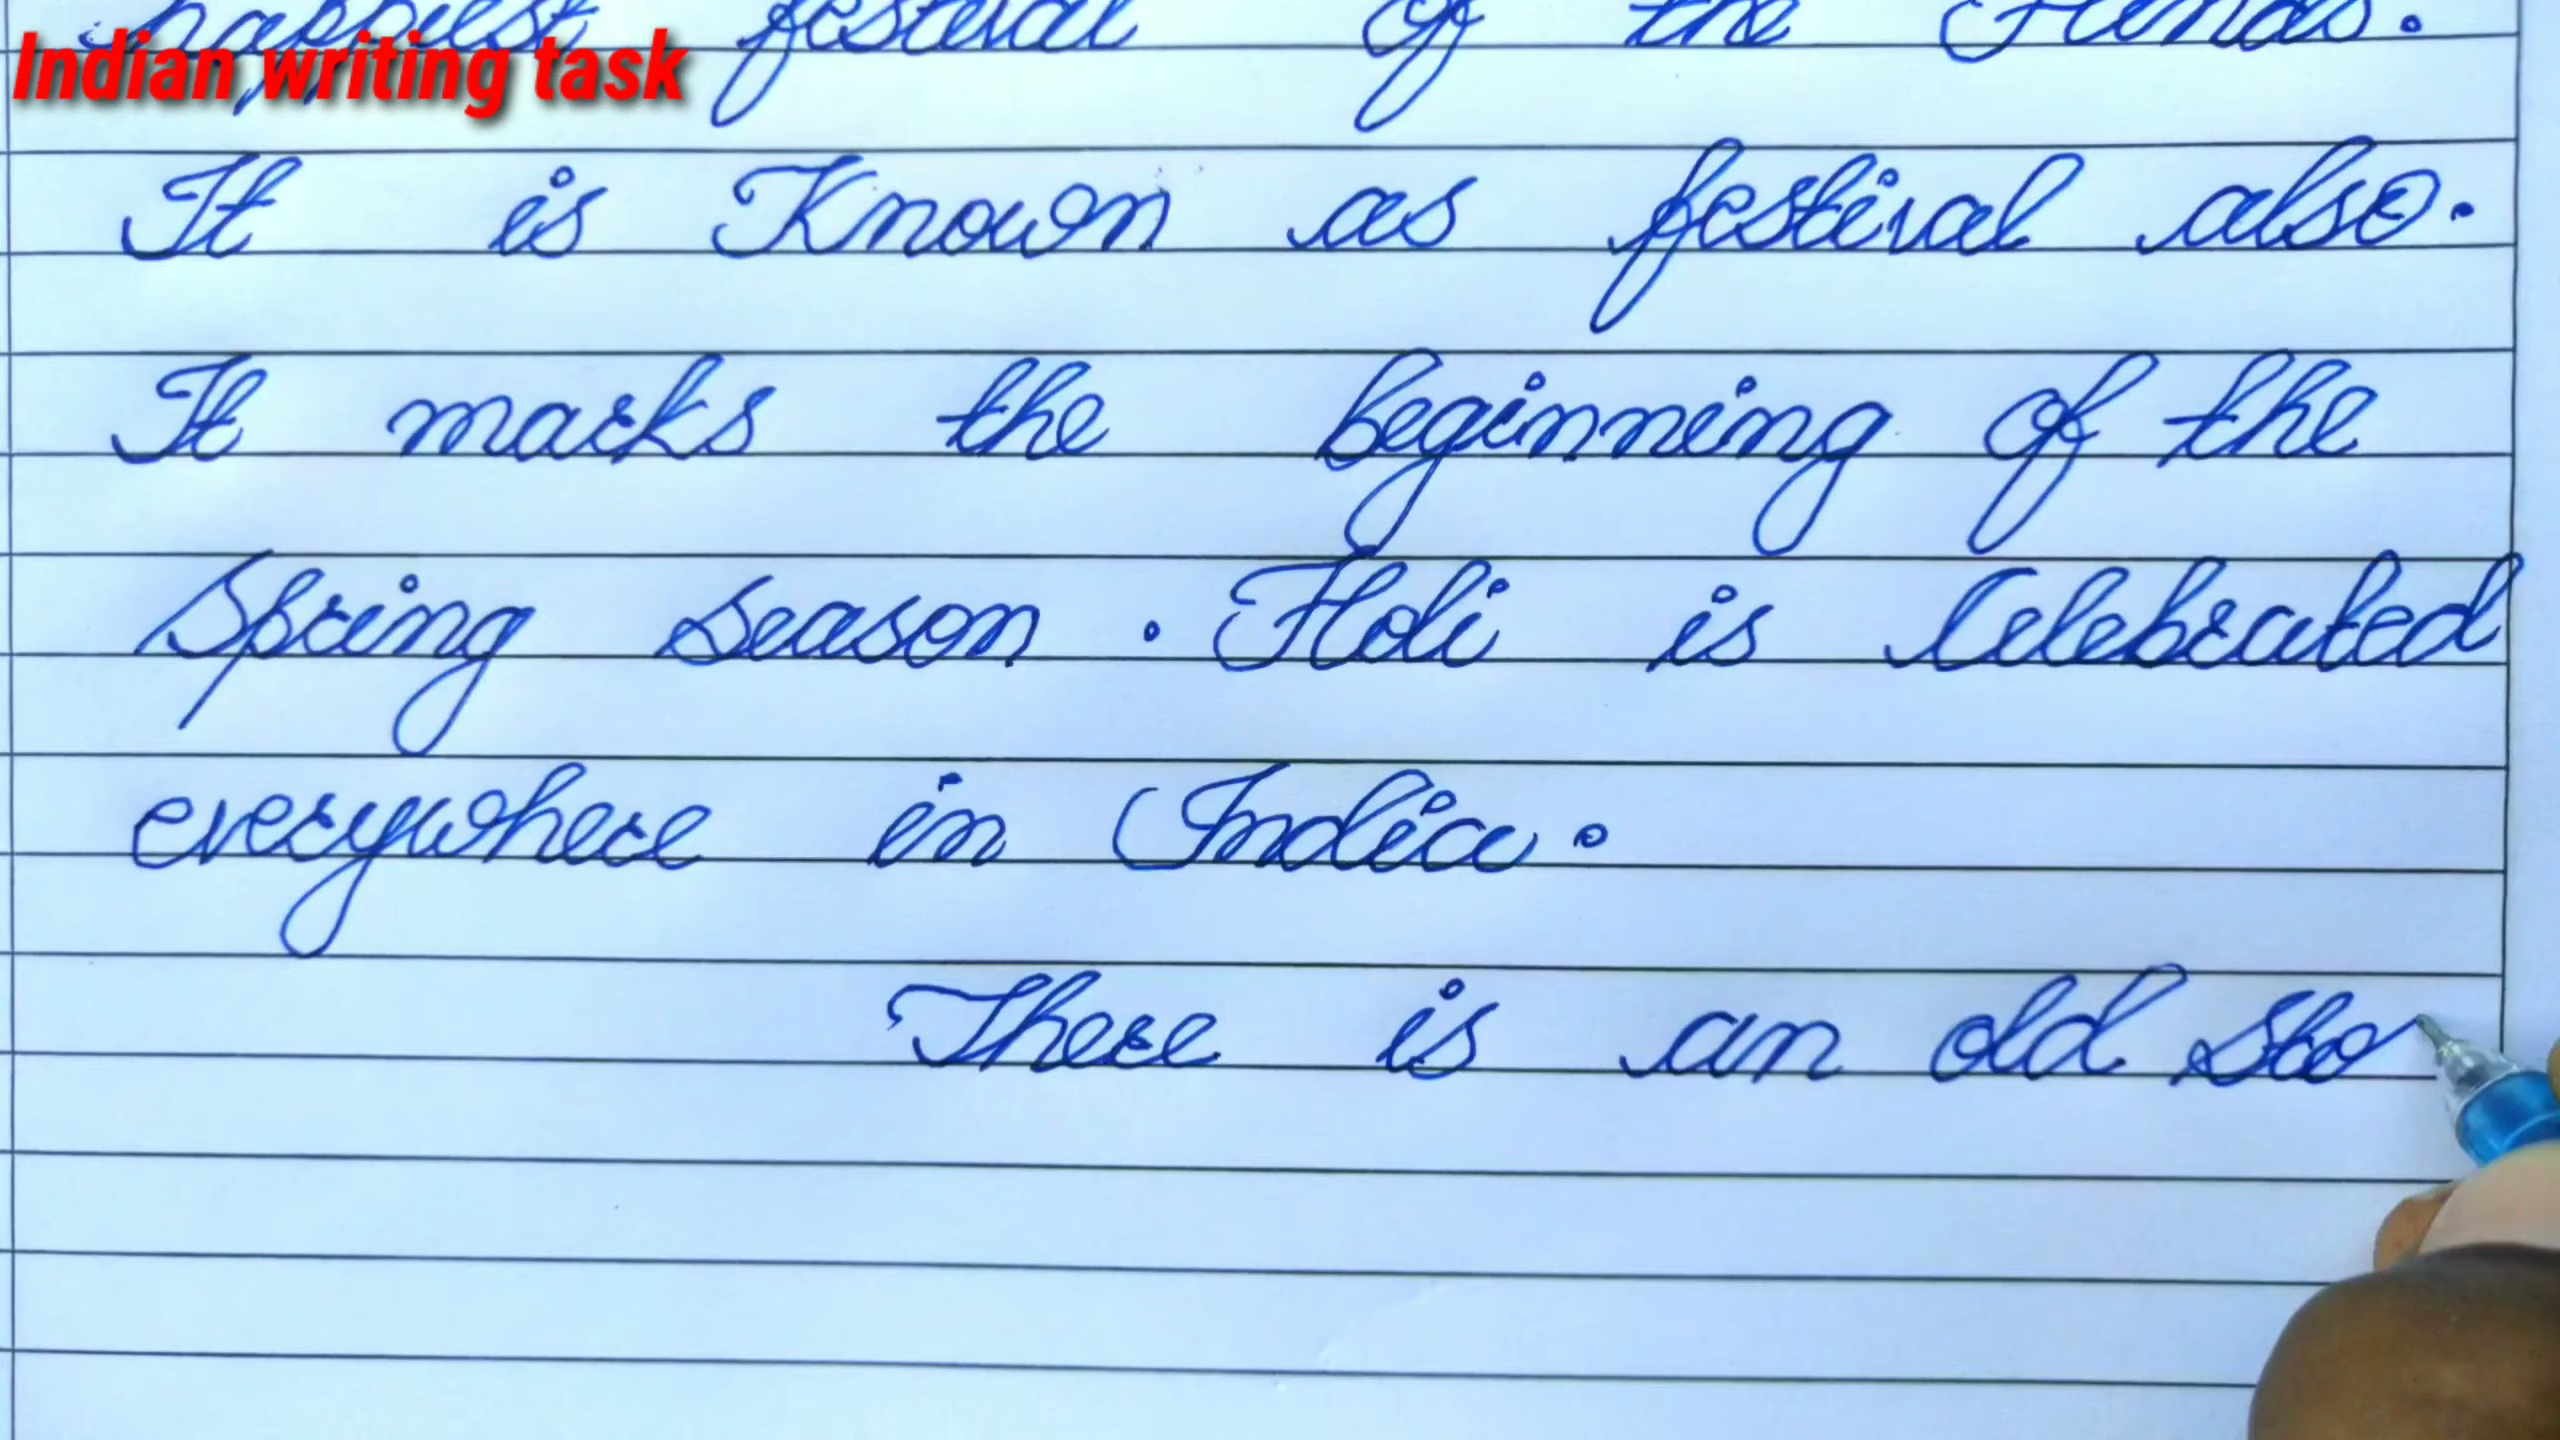 happiest festival of the Hindus.
Indian writing task
It is Known as festival also.
It marks the beginning of the
Spring season. Holi is Celebrated
everywhere in India.
There is an old Sto